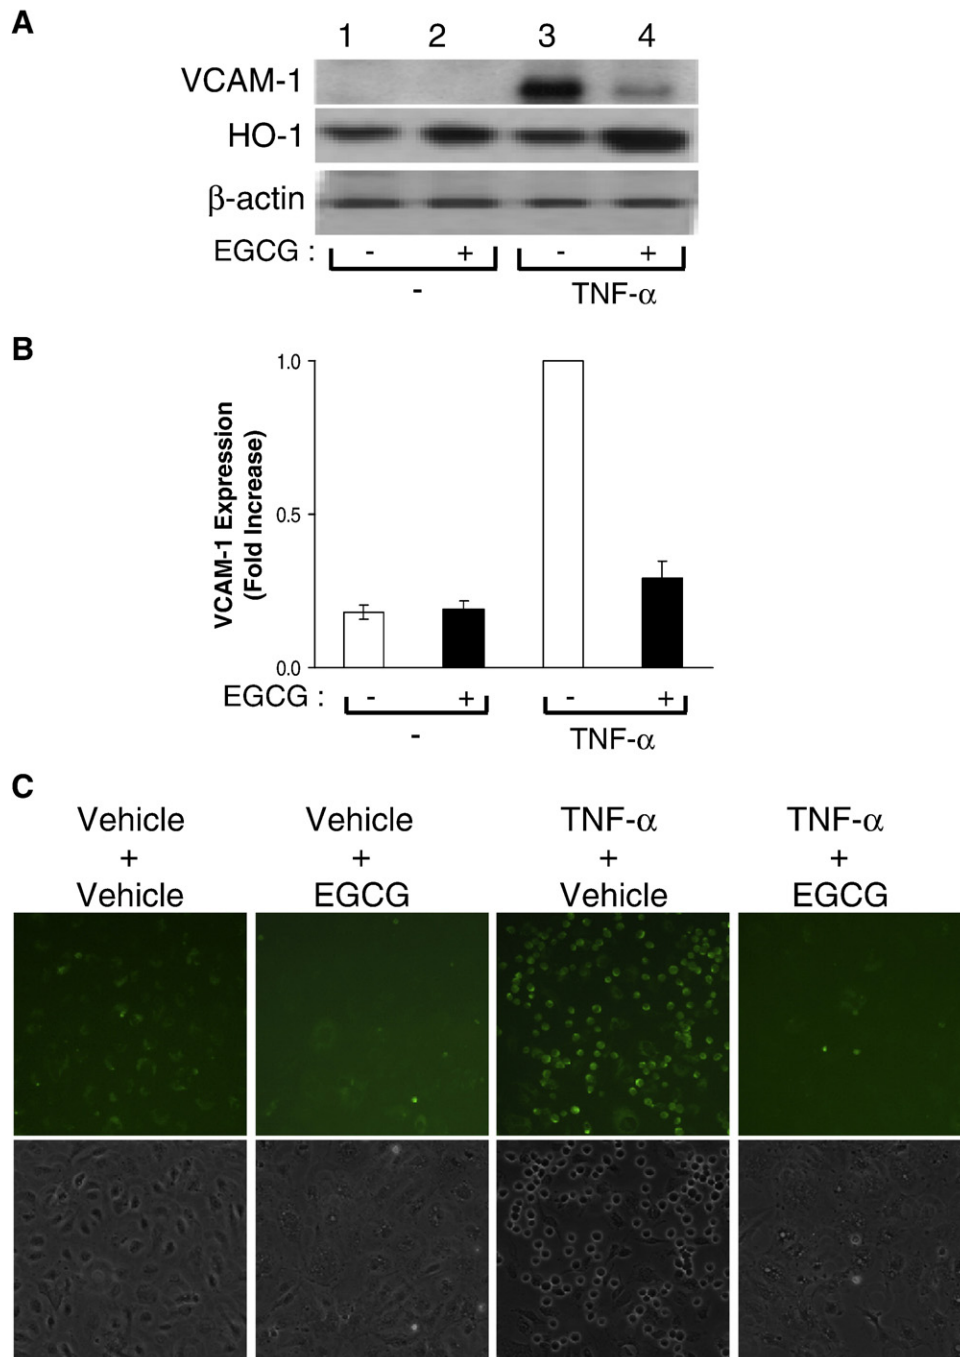 A
1 2 3 4
VCAM-1
HO-1
β-actin
EGCG : - + - +
- TNF-α
B
VCAM-1 Expression
(Fold Increase)
1.0
0.5
0.0
EGCG : - + - +
- TNF-α
C
Vehicle Vehicle TNF-α TNF-α
+ + + +
Vehicle EGCG Vehicle EGCG